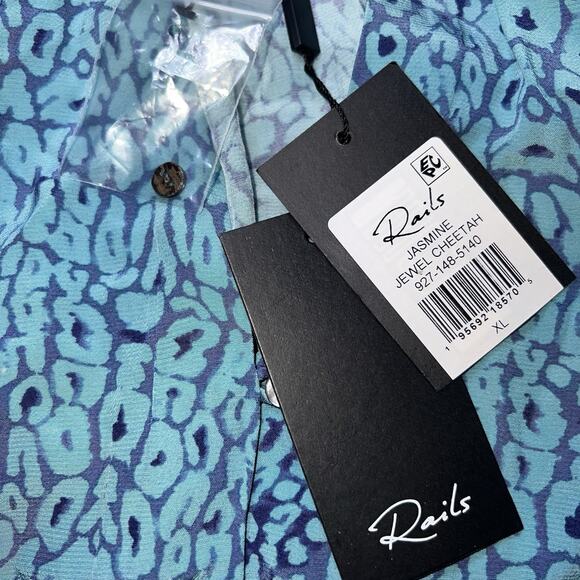 Rails
JASMINE
JEWEL CHEETAH
927-148-5140
1 95692 18570 5
XL
Rails